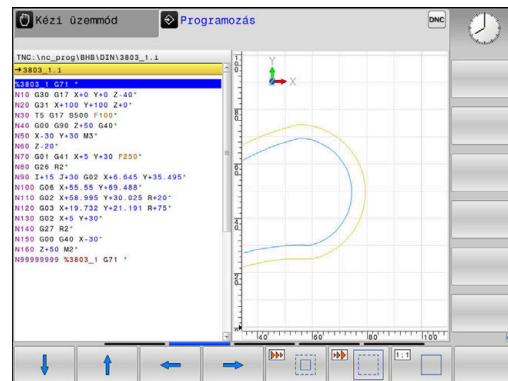 Kézi üzemmód
Programozás
DNC
TNC:\nc_prog\BHB\DIN\3803_1.i
→3803_1.i
%3803_1 G71 *
N10 G30 G17 X+0 Y+0 Z-40*
N20 G31 X+100 Y+100 Z+0*
N30 T5 G17 S500 F100*
N40 G00 G90 Z+50 G40*
N50 X-30 Y+30 M3*
N60 Z-20*
N70 G01 G41 X+5 Y+30 F250*
N80 G26 R2*
N90 I+15 J+30 G02 X+6.645 Y+35.495*
N100 G06 X+55.55 Y+69.488*
N110 G02 X+58.995 Y+30.025 R+20*
N120 G03 X+19.732 Y+21.191 R+75*
N130 G02 X+5 Y+30*
N140 G27 R2*
N150 G00 G40 X-30*
N160 Z+50 M2*
N99999999 %3803_1 G71 *
Y
X
40 60 80 100
1:1